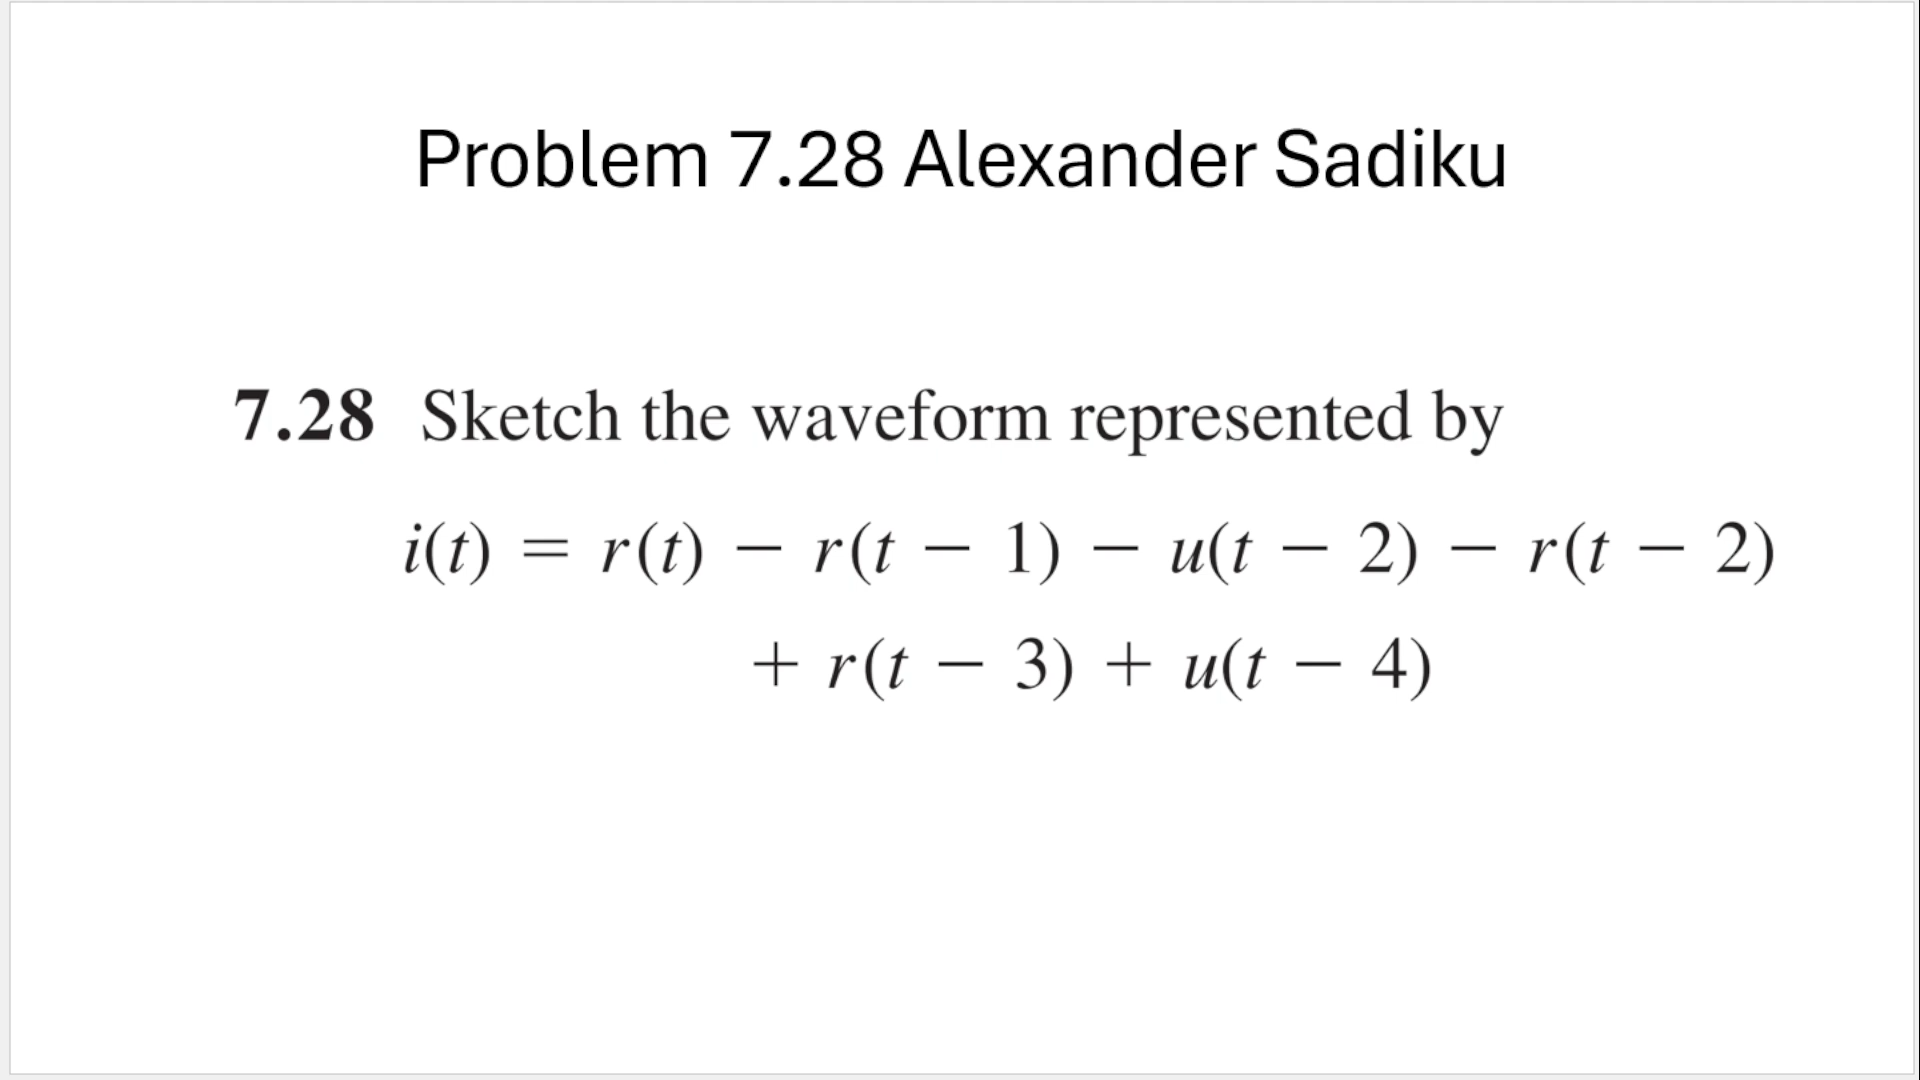 Problem 7.28 Alexander Sadiku
7.28 Sketch the waveform represented by
i(t) = r(t) − r(t − 1) − u(t − 2) − r(t − 2)
+ r(t − 3) + u(t − 4)